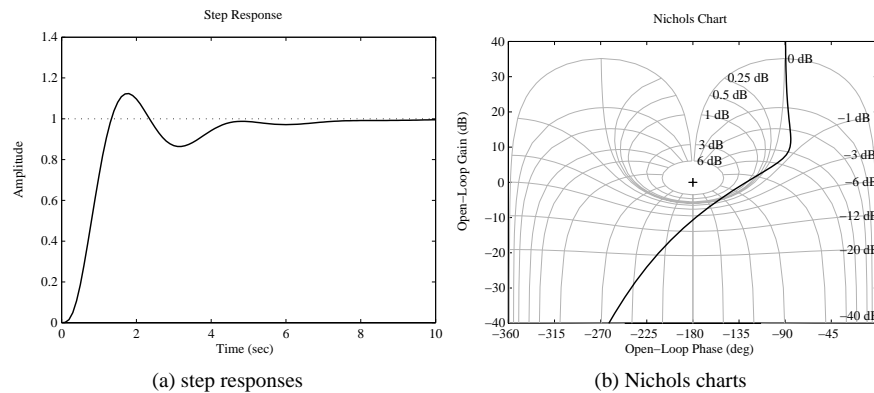 Step Response
Amplitude
1.4
1.2
1
0.8
0.6
0.4
0.2
0
0 2 4 6 8 10
Time (sec)
(a) step responses
Nichols Chart
Open−Loop Gain (dB)
40
30
20
10
0
−10
−20
−30
−40
0 dB
0.25 dB
0.5 dB
1 dB
−1 dB
3 dB
−3 dB
6 dB
−6 dB
−12 dB
−20 dB
−40 dB
−360 −315 −270 −225 −180 −135 −90 −45
Open−Loop Phase (deg)
(b) Nichols charts